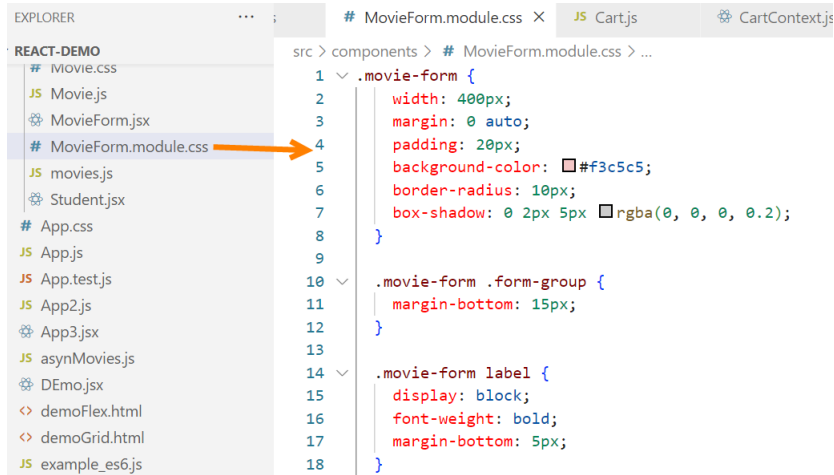 EXPLORER
REACT-DEMO
# Movie.css
JS Movie.js
MovieForm.jsx
# MovieForm.module.css
JS movies.js
Student.jsx
# App.css
JS App.js
JS App.test.js
JS App2.js
App3.jsx
JS asynMovies.js
DEmo.jsx
<> demoFlex.html
<> demoGrid.html
JS example_es6.js
# MovieForm.module.css × JS Cart.js CartContext.js
src > components > # MovieForm.module.css > ...
1 .movie-form {
2 width: 400px;
3 margin: 0 auto;
4 padding: 20px;
5 background-color: #f3c5c5;
6 border-radius: 10px;
7 box-shadow: 0 2px 5px rgba(0, 0, 0, 0.2);
8 }
9
10 .movie-form .form-group {
11 margin-bottom: 15px;
12 }
13
14 .movie-form label {
15 display: block;
16 font-weight: bold;
17 margin-bottom: 5px;
18 }